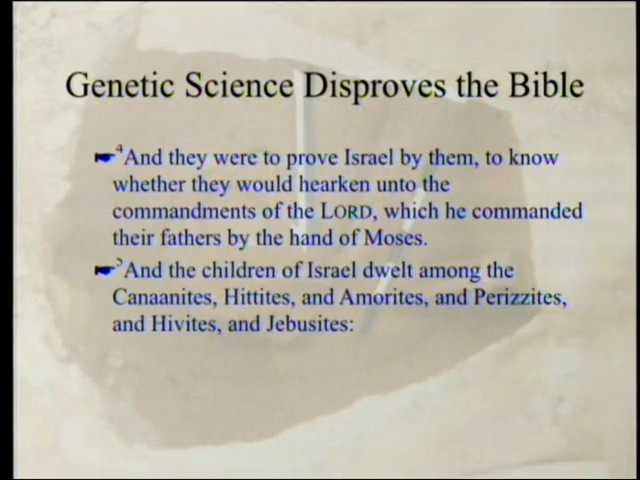 Genetic Science Disproves the Bible
4And they were to prove Israel by them, to know
whether they would hearken unto the
commandments of the LORD, which he commanded
their fathers by the hand of Moses.
5And the children of Israel dwelt among the
Canaanites, Hittites, and Amorites, and Perizzites,
and Hivites, and Jebusites: